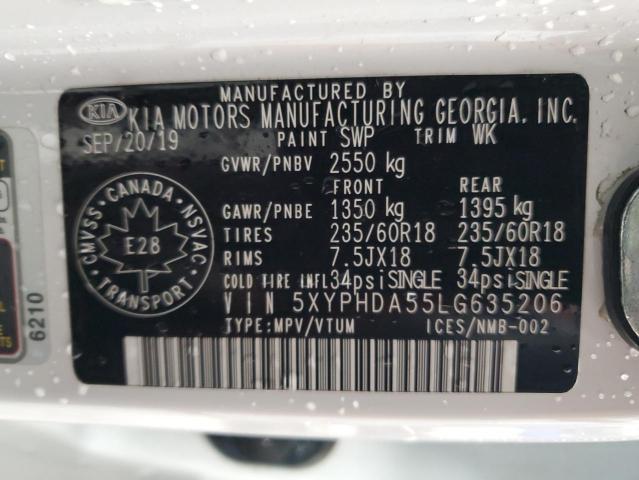 MANUFACTURED BY
KIA KIA MOTORS MANUFACTURING GEORGIA, INC.
SEP/20/19 PAINT SWP TRIM WK
GVWR/PNBV 2550 kg
FRONT REAR
GAWR/PNBE 1350 kg 1395 kg
TIRES 235/60R18 235/60R18
RIMS 7.5JX18 7.5JX18
COLD TIRE INFL 34psi SINGLE 34psi SINGLE
VIN 5XYPHDA55LG635206
TYPE:MPV/VTUM ICES/NMB-002
CANADA
CMVSS NSVAC
E28
TRANSPORT
6210